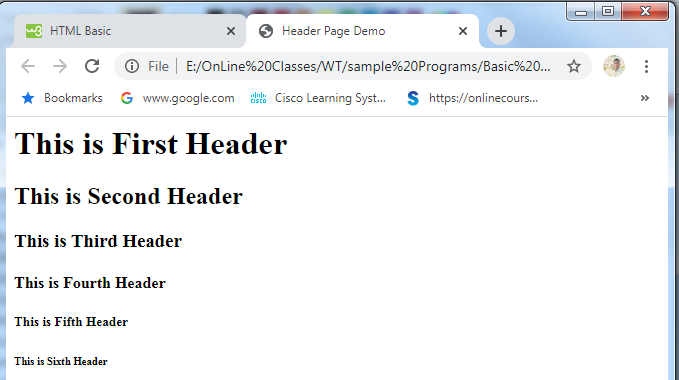 HTML Basic
Header Page Demo
File
E:/OnLine%20Classes/WT/sample%20Programs/Basic%20...
Bookmarks
www.google.com
Cisco Learning Syst...
https://onlinecours...
This is First Header
This is Second Header
This is Third Header
This is Fourth Header
This is Fifth Header
This is Sixth Header